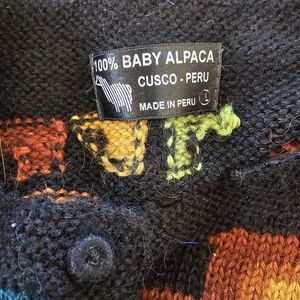 100% BABY ALPACA
CUSCO - PERU
MADE IN PERU L